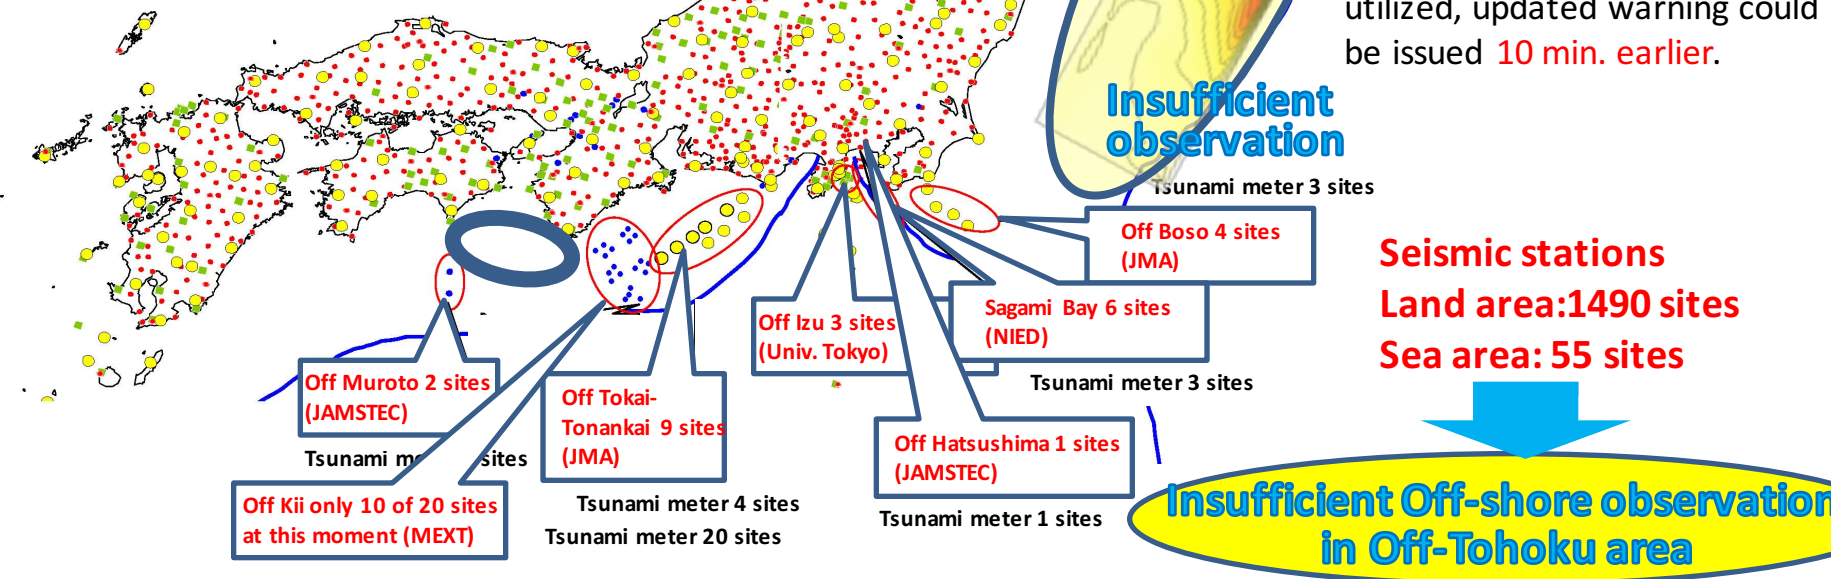 utilized, updated warning could
be issued 10 min. earlier.
Insufficient
observation
Tsunami meter 3 sites
Off Boso 4 sites
(JMA)
Seismic stations
Land area:1490 sites
Sea area: 55 sites
Sagami Bay 6 sites
(NIED)
Off Izu 3 sites
(Univ. Tokyo)
Tsunami meter 3 sites
Off Muroto 2 sites
(JAMSTEC)
Off Tokai-
Tonankai 9 sites
(JMA)
Off Hatsushima 1 sites
(JAMSTEC)
Tsunami sites
Off Kii only 10 of 20 sites
at this moment (MEXT)
Tsunami meter 4 sites
Tsunami meter 20 sites
Tsunami meter 1 sites
Insufficient Off-shore observation
in Off-Tohoku area